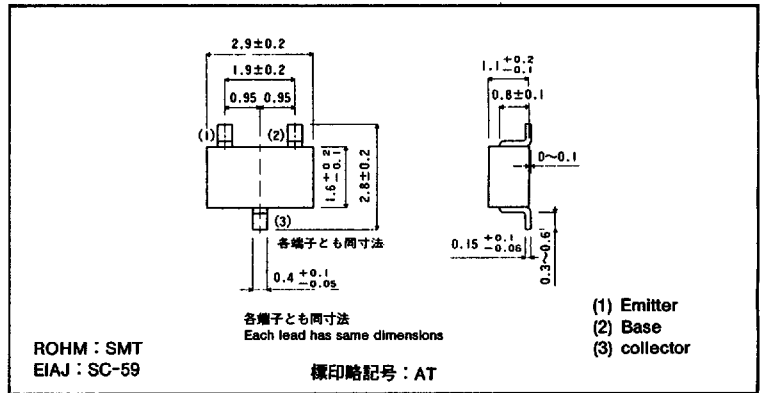 2.9±0.2
1.9±0.2
0.95 0.95
(1)
(2)
1.6 +0.2 −0.1
2.8±0.2
(3)
各端子とも同寸法
0.4 +0.1 −0.05
各端子とも同寸法
Each lead has same dimensions
1.1 +0.2 −0.1
0.8±0.1
0~0.1
0.15 +0.1 −0.06
0.3~0.6
(1) Emitter
(2) Base
(3) collector
ROHM : SMT
EIAJ : SC-59
標印略記号 : AT